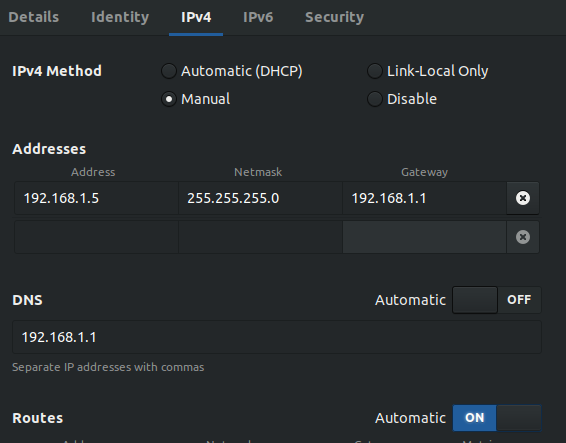 Details Identity IPv4 IPv6 Security
IPv4 Method Automatic (DHCP) Link-Local Only
Manual Disable
Addresses
Address Netmask Gateway
192.168.1.5 255.255.255.0 192.168.1.1
DNS Automatic OFF
192.168.1.1
Separate IP addresses with commas
Routes Automatic ON